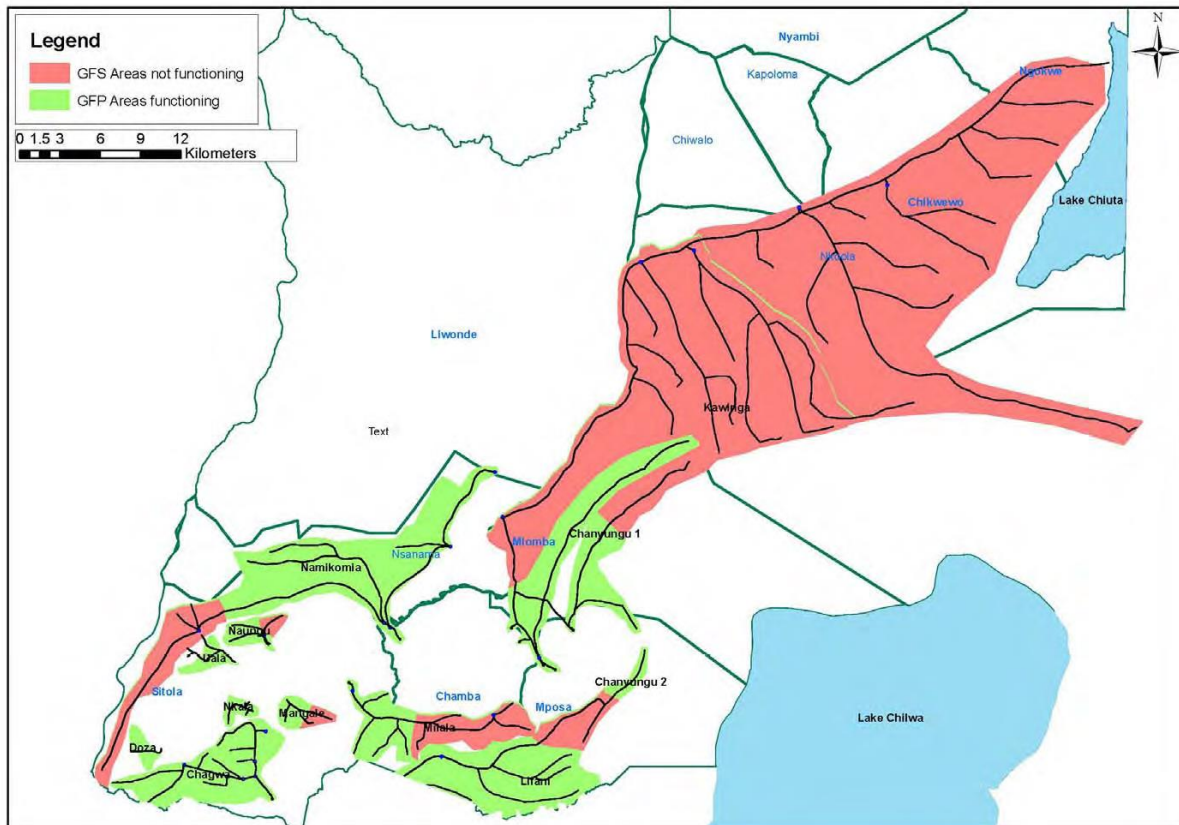 Legend
GFS Areas not functioning
GFP Areas functioning
0 1.5 3 6 9 12
Kilometers
N
Nyambi
Kapoloma
Ngokwe
Chiwalo
Chikwewo
Lake Chiuta
Nkoola
Liwonde
Kawinga
Text
Mlomba
Chanyungu 1
Nsanama
Namikomia
Naungu
Lake Chilwa
Sitola
Chanyungu 2
Chamba
Mposa
Nkala
Mangale
Milala
Doza
Chagwa
Lifani